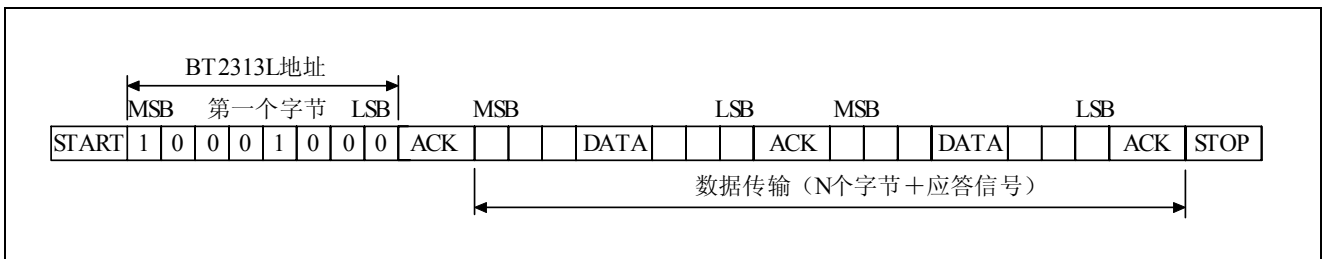 BT2313L地址
MSB 第一个字节 LSB MSB LSB MSB LSB
START 1 0 0 0 1 0 0 0 ACK DATA ACK DATA ACK STOP
数据传输（N个字节＋应答信号）